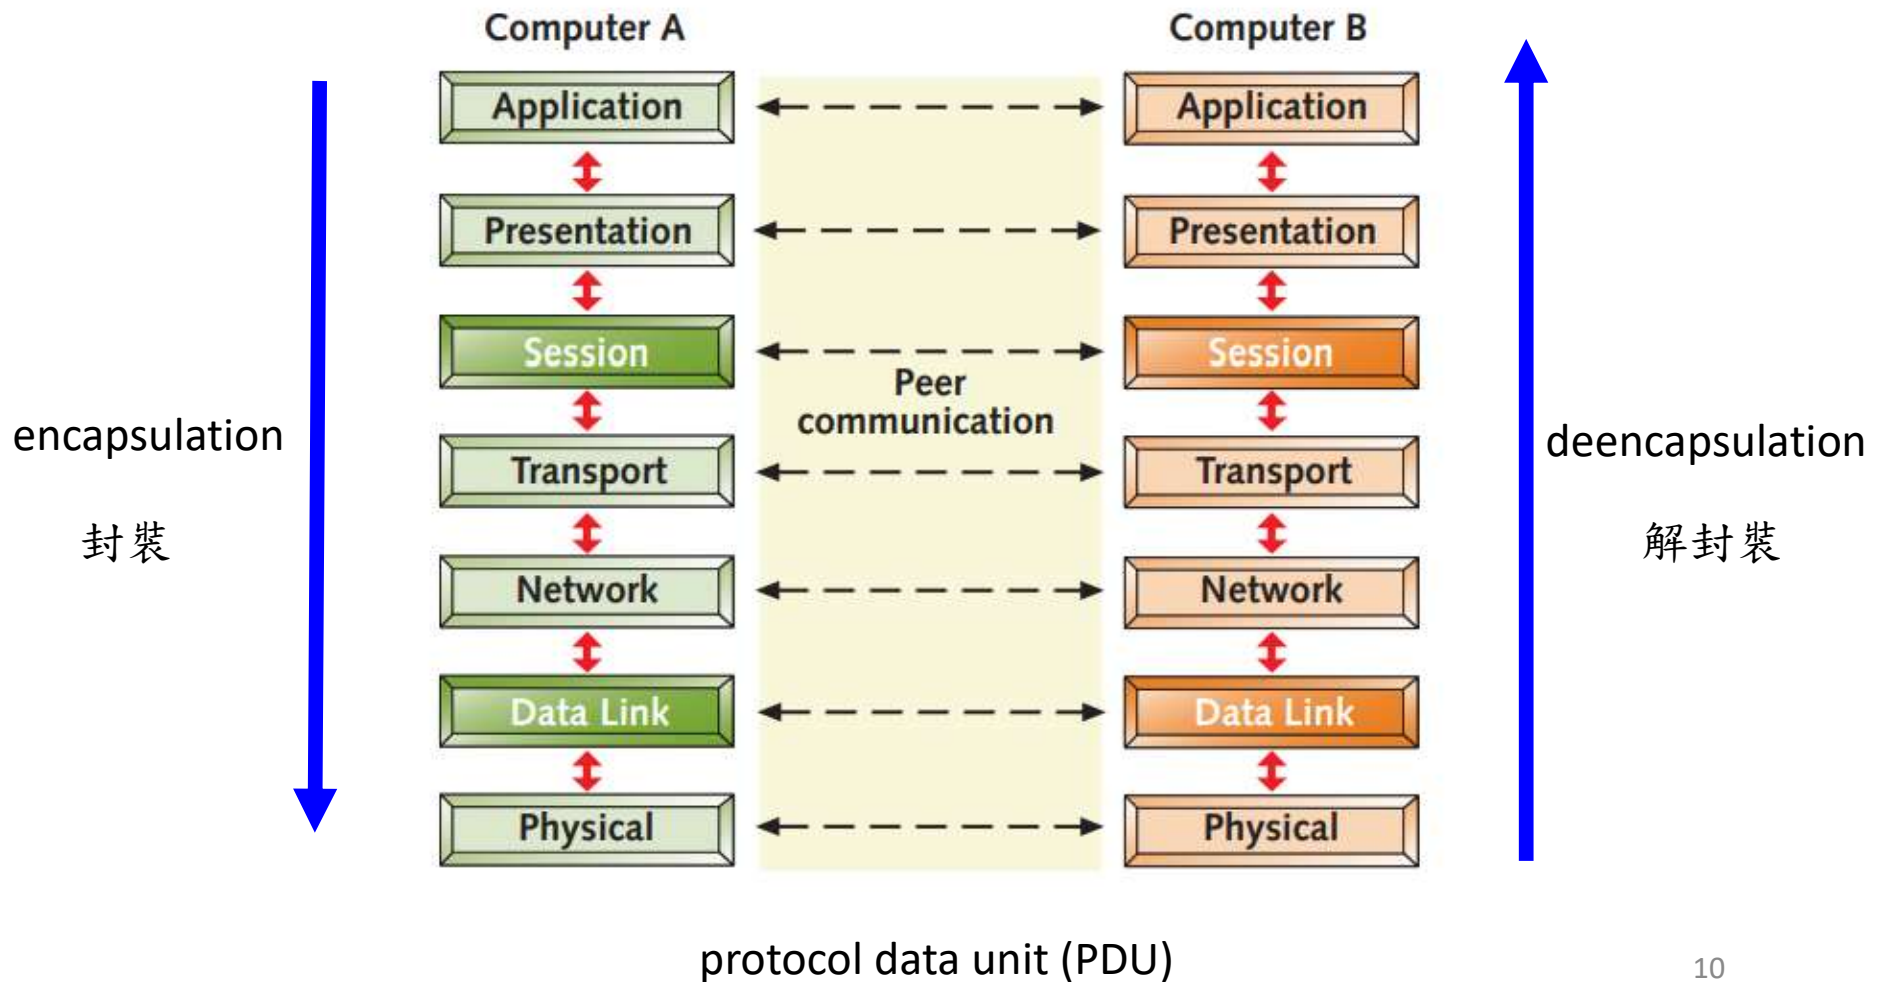 Computer A
Computer B
Application
Application
Presentation
Presentation
Session
Session
Peer
communication
encapsulation
封裝
deencapsulation
解封裝
Transport
Transport
Network
Network
Data Link
Data Link
Physical
Physical
protocol data unit (PDU)
10